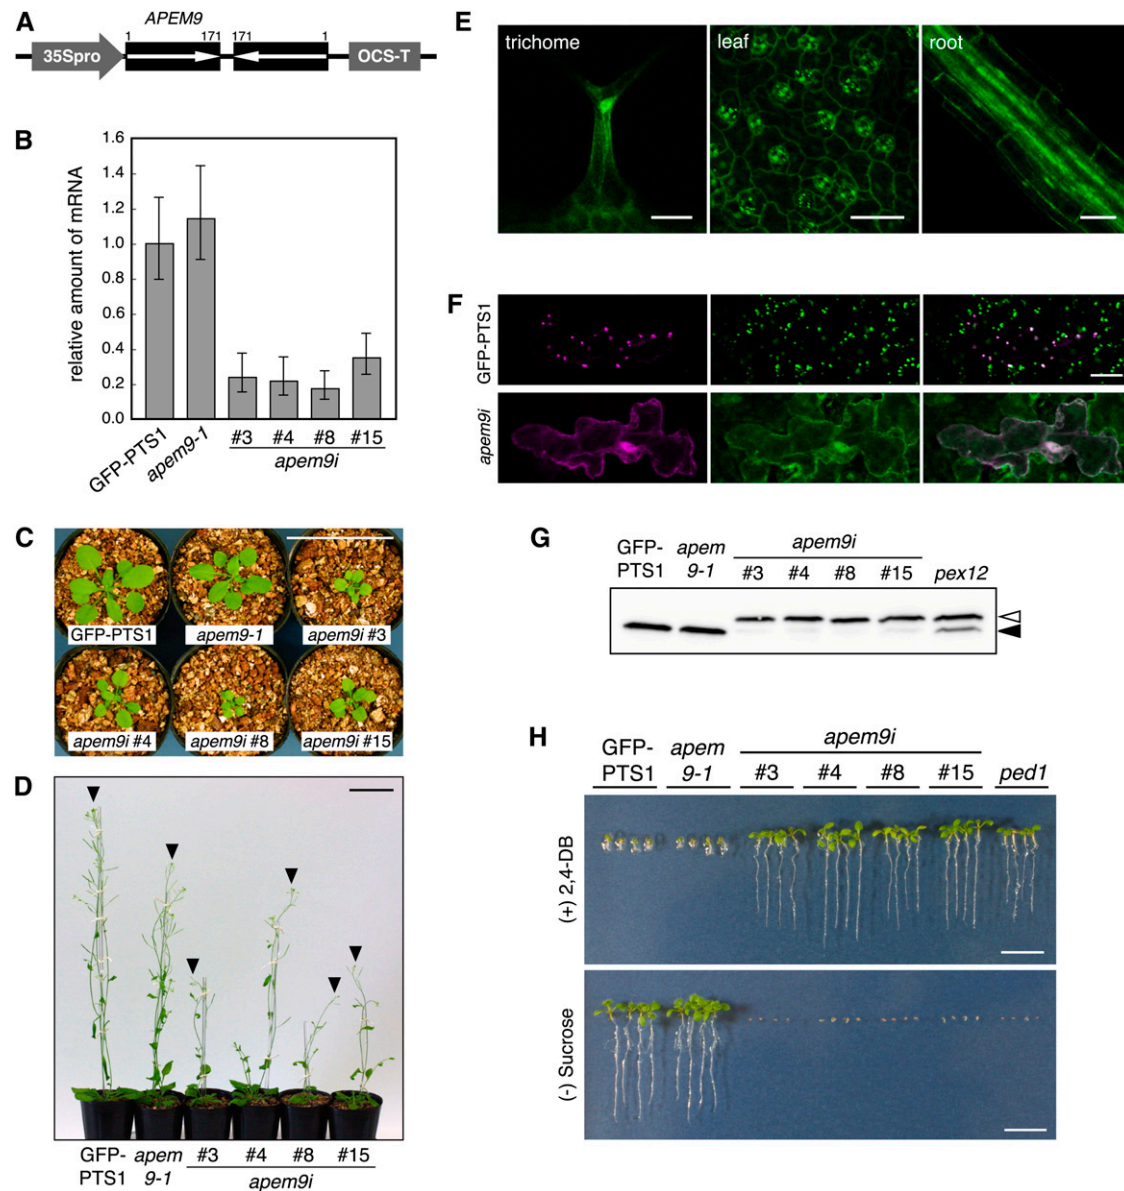 A
APEM9
1 171 171 1
35Spro OCS-T
B
relative amount of mRNA
1.6
1.4
1.2
1.0
0.8
0.6
0.4
0.2
0.0
GFP-PTS1 apem9-1 #3 #4 #8 #15
apem9i
C
GFP-PTS1 apem9-1 apem9i #3
apem9i #4 apem9i #8 apem9i #15
D
GFP- apem #3 #4 #8 #15
PTS1 9-1 apem9i
E
trichome leaf root
F
GFP-PTS1
apem9i
G
GFP- apem apem9i
PTS1 9-1 #3 #4 #8 #15 pex12
H
GFP- apem apem9i
PTS1 9-1 #3 #4 #8 #15 ped1
(+) 2,4-DB
(-) Sucrose